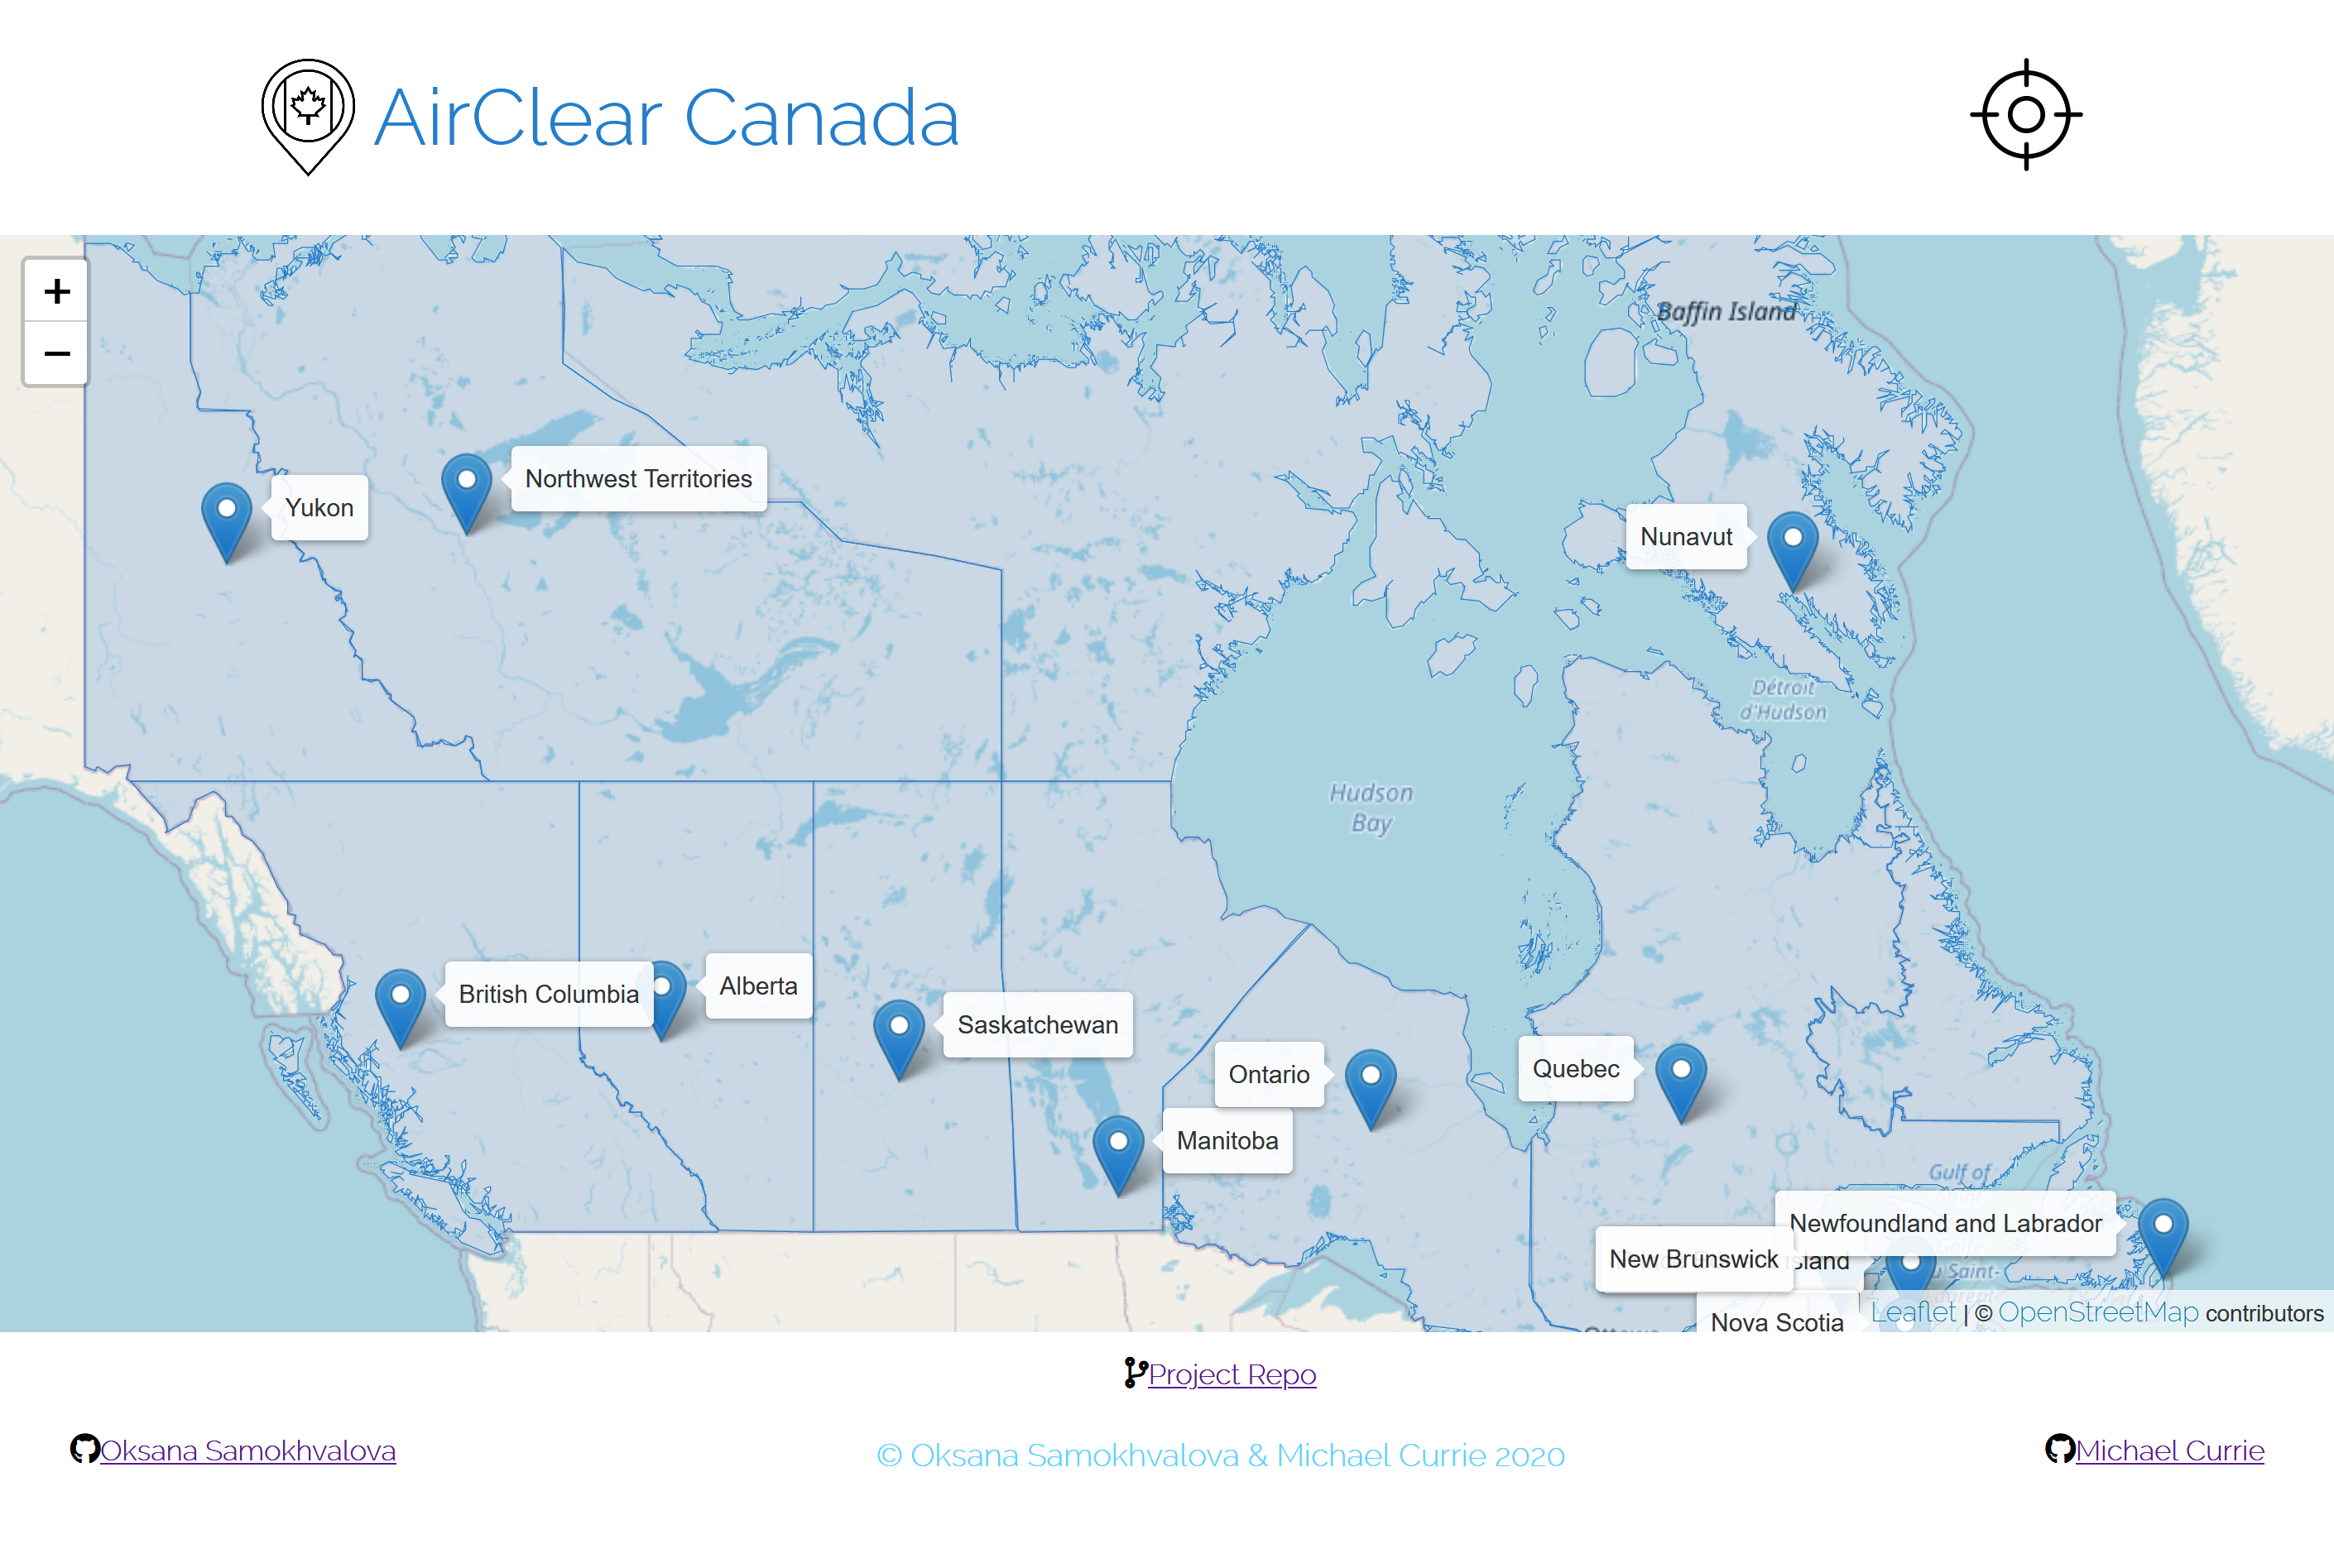 AirClear Canada
+
−
Baffin Island
Northwest Territories
Yukon
Nunavut
Détroit
d'Hudson
Hudson
Bay
British Columbia
Alberta
Saskatchewan
Ontario
Quebec
Manitoba
Gulf of
Newfoundland and Labrador
New Brunswick
Island
Saint-
Nova Scotia
Leaflet | © OpenStreetMap contributors
Project Repo
Oksana Samokhvalova
© Oksana Samokhvalova & Michael Currie 2020
Michael Currie